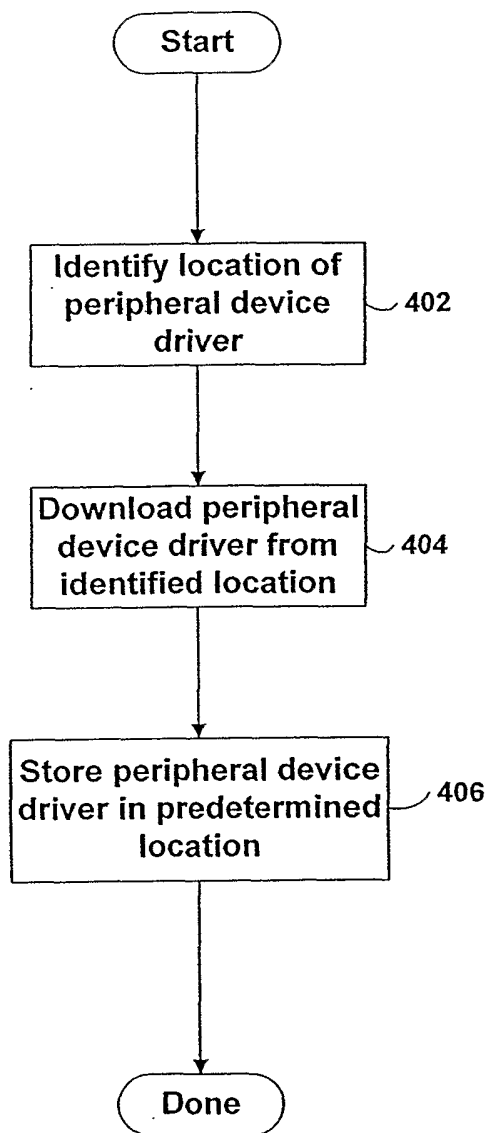 Start
Identify location of
peripheral device
driver
402
Download peripheral
device driver from
identified location
404
Store peripheral device
driver in predetermined
location
406
Done